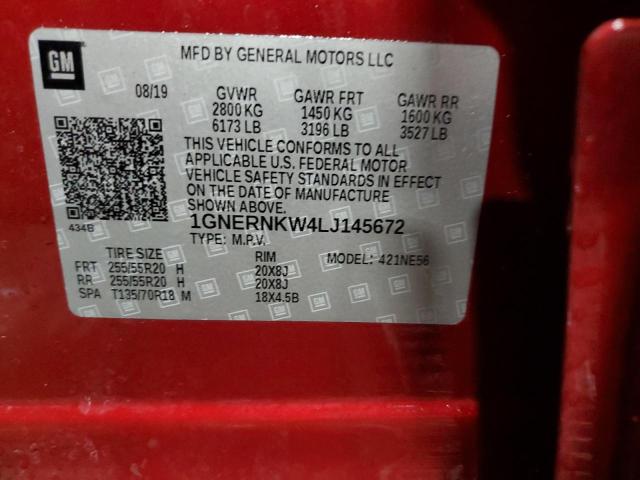 GM MFD BY GENERAL MOTORS LLC
08/19 GVWR GAWR FRT GAWR RR
2800 KG 1450 KG 1600 KG
6173 LB 3196 LB 3527 LB
THIS VEHICLE CONFORMS TO ALL
APPLICABLE U.S. FEDERAL MOTOR
VEHICLE SAFETY STANDARDS IN EFFECT
ON THE DATE OF MANUFACTURE
SHOWN ABOVE.
434B 1GNERNKW4LJ145672
TYPE: M.P.V. MODEL: 421NE56
TIRE SIZE RIM
FRT 255/55R20 H 20X8J
RR 255/55R20 H 20X8J
SPA T135/70R18 M 18X4.5B